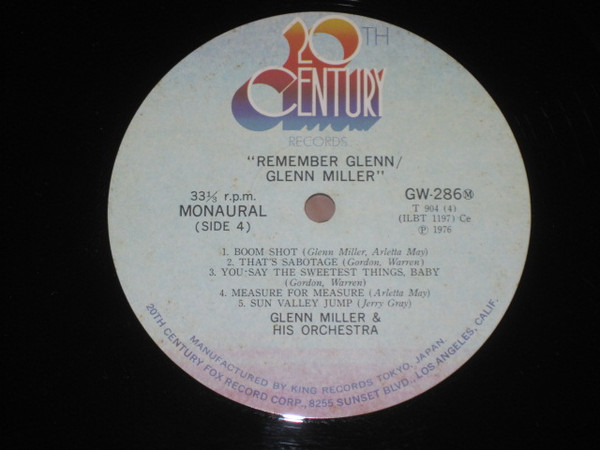 20TH
CENTURY
RECORDS
"REMEMBER GLENN/
GLENN MILLER"
33⅓ r.p.m.
MONAURAL
(SIDE 4)
GW-286Ⓜ
T 904 (4)
(ILBT 1197) Ce
Ⓟ 1976
1. BOOM SHOT (Glenn Miller, Arletta May)
2. THAT'S SABOTAGE (Gordon, Warren)
3. YOU-SAY THE SWEETEST THINGS, BABY
(Gordon, Warren)
4. MEASURE FOR MEASURE (Arletta May)
5. SUN VALLEY JUMP (Jerry Gray)
GLENN MILLER &
HIS ORCHESTRA
MANUFACTURED BY KING RECORDS TOKYO, JAPAN
20TH CENTURY FOX RECORD CORP., 8255 SUNSET BLVD., LOS ANGELES, CALIF.